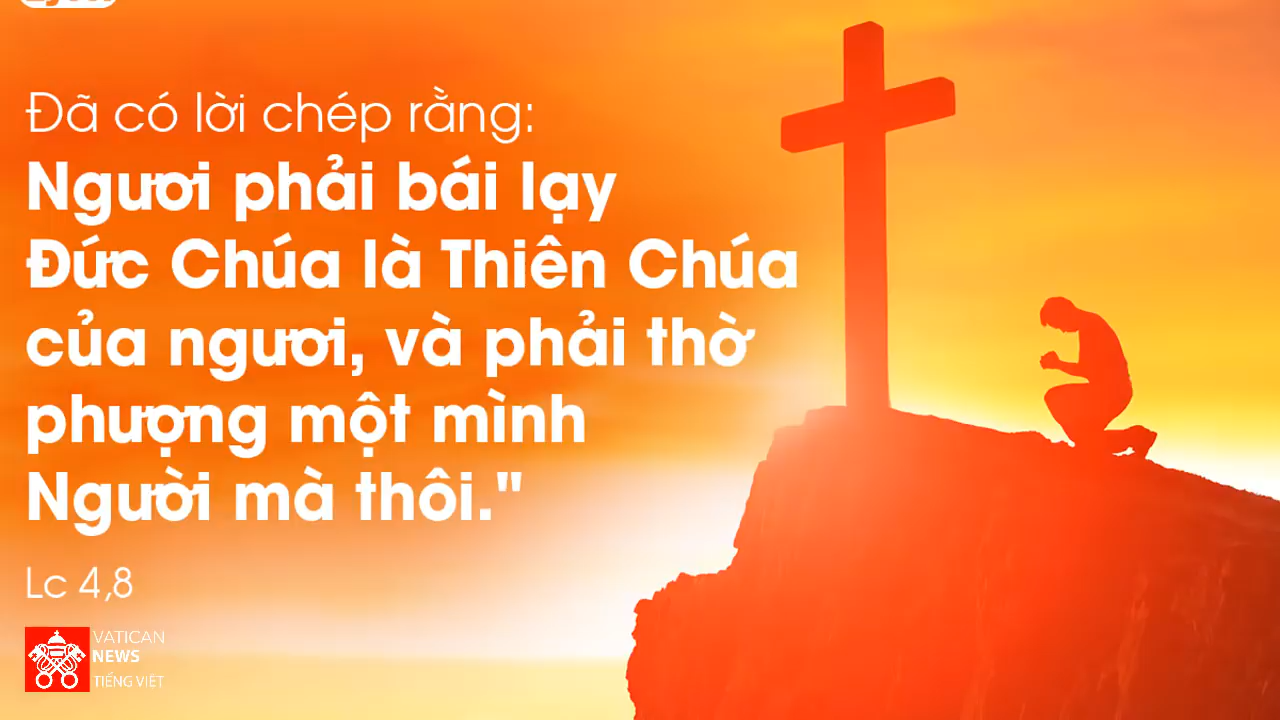 Đã có lời chép rằng:
Ngươi phải bái lạy
Đức Chúa là Thiên Chúa
của ngươi, và phải thờ
phượng một mình
Người mà thôi."
Lc 4,8
VATICAN
NEWS
TIẾNG VIỆT